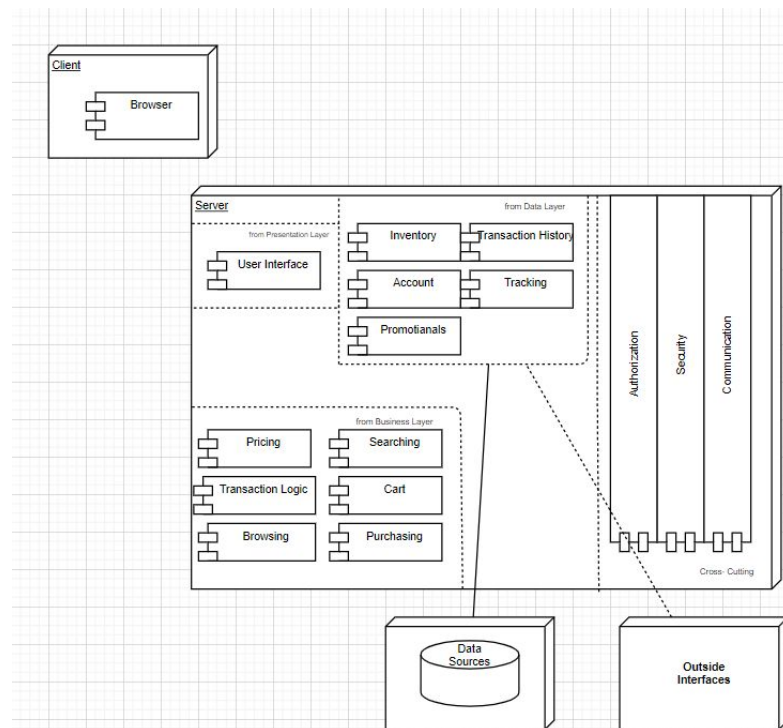 Client
Browser
Server
from Data Layer
from Presentation Layer
Inventory
Transaction History
User Interface
Account
Tracking
Promotianals
Authorization
Security
Communication
from Business Layer
Pricing
Searching
Transaction Logic
Cart
Browsing
Purchasing
Cross- Cutting
Data
Sources
Outside
Interfaces